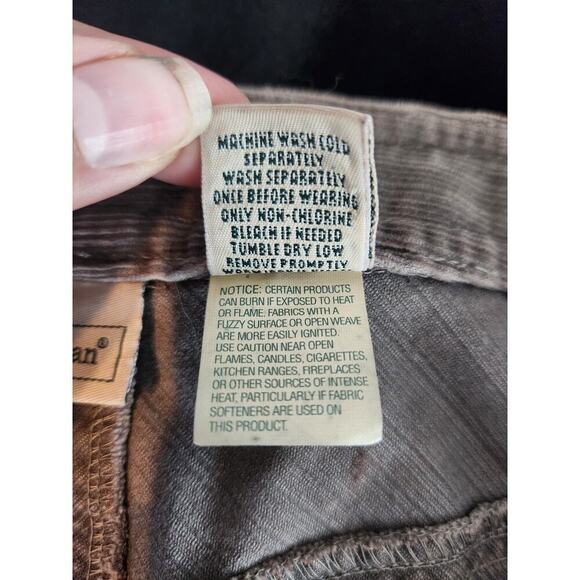 MACHINE WASH COLD
SEPARATELY
WASH SEPARATELY
ONCE BEFORE WEARING
ONLY NON-CHLORINE
BLEACH IF NEEDED
TUMBLE DRY LOW
REMOVE PROMPTLY
NOTICE: CERTAIN PRODUCTS
CAN BURN IF EXPOSED TO HEAT
OR FLAME. FABRICS WITH A
FUZZY SURFACE OR OPEN WEAVE
ARE MORE EASILY IGNITED.
USE CAUTION NEAR OPEN
FLAMES, CANDLES, CIGARETTES,
KITCHEN RANGES, FIREPLACES
OR OTHER SOURCES OF INTENSE
HEAT, PARTICULARLY IF FABRIC
SOFTENERS ARE USED ON
THIS PRODUCT.
an®